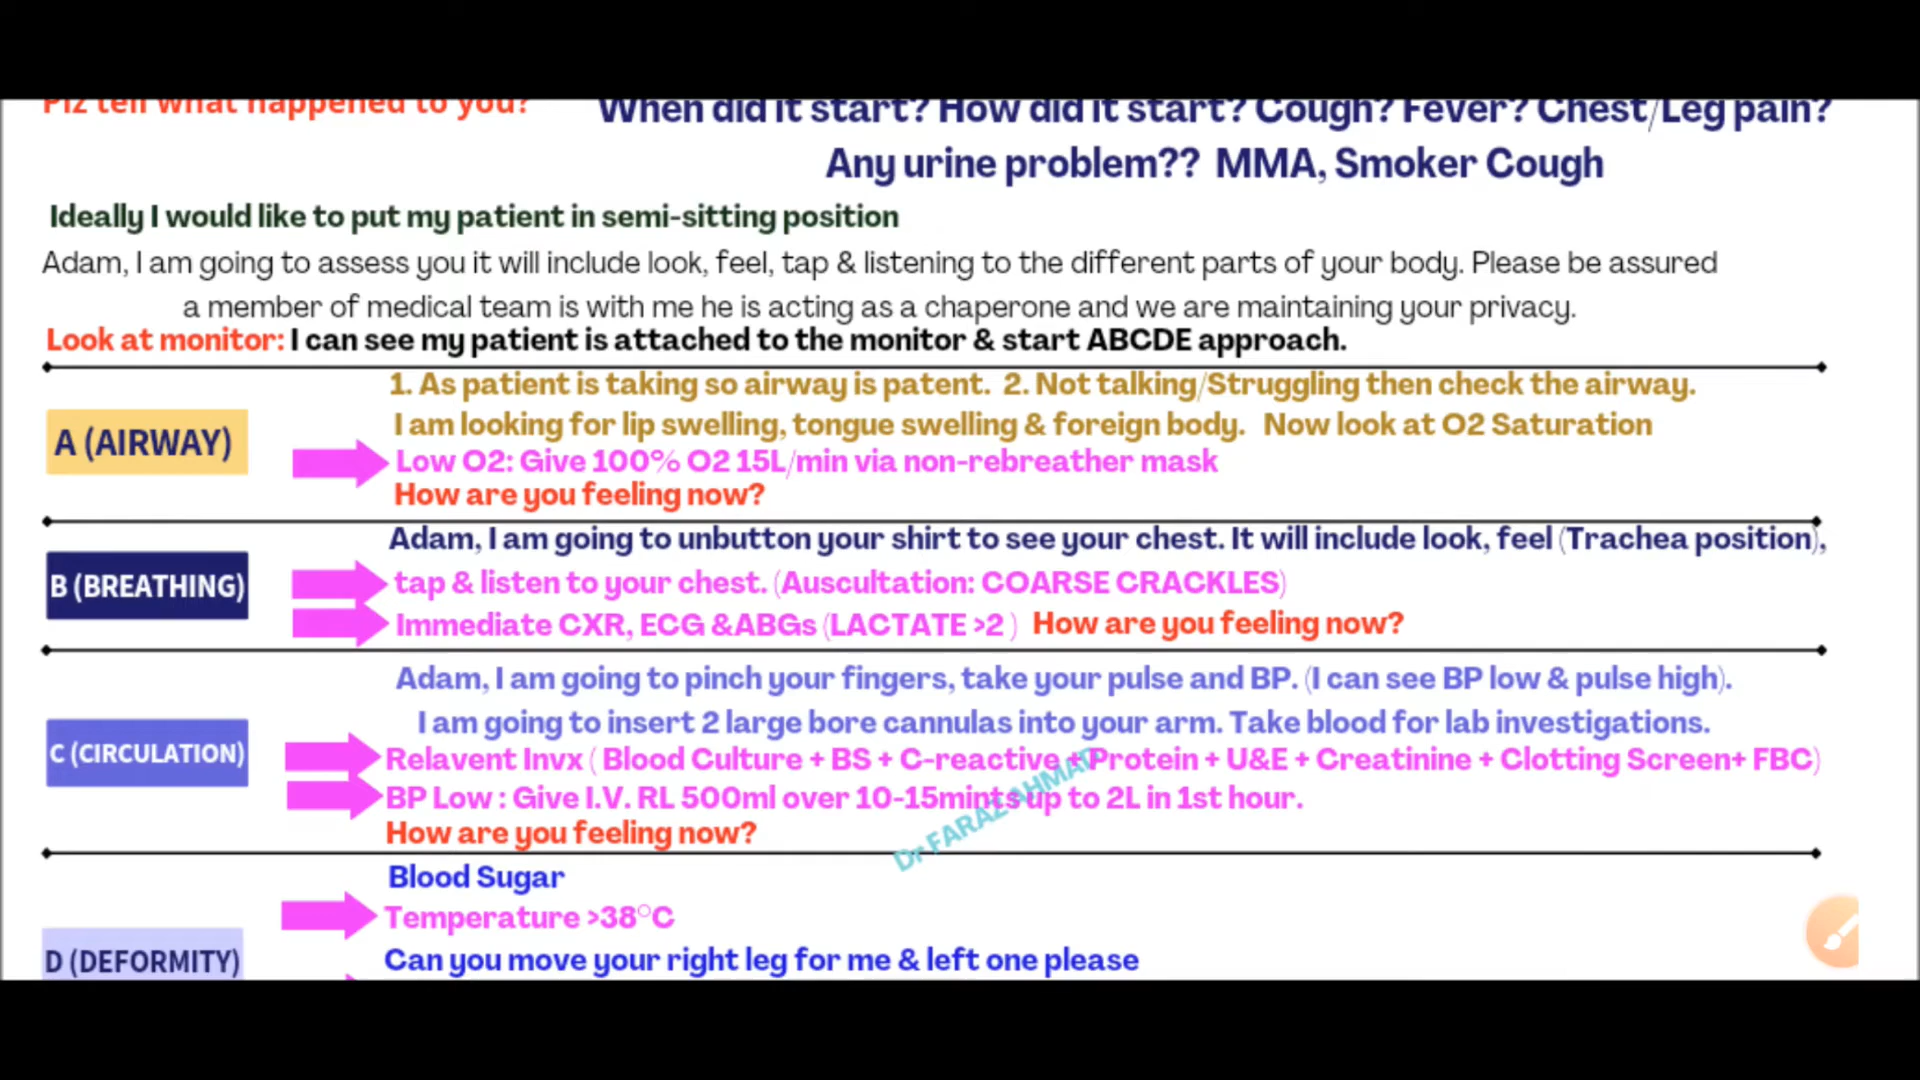 Plz tell what happened to you?
When did it start? How did it start? Cough? Fever? Chest/Leg pain?
Any urine problem?? MMA, Smoker Cough
Ideally I would like to put my patient in semi-sitting position
Adam, I am going to assess you it will include look, feel, tap & listening to the different parts of your body. Please be assured
a member of medical team is with me he is acting as a chaperone and we are maintaining your privacy.
Look at monitor: I can see my patient is attached to the monitor & start ABCDE approach.
A (AIRWAY)
1. As patient is taking so airway is patent. 2. Not talking/Struggling then check the airway.
I am looking for lip swelling, tongue swelling & foreign body. Now look at O2 Saturation
Low O2: Give 100% O2 15L/min via non-rebreather mask
How are you feeling now?
B (BREATHING)
Adam, I am going to unbutton your shirt to see your chest. It will include look, feel (Trachea position),
tap & listen to your chest. (Auscultation: COARSE CRACKLES)
Immediate CXR, ECG &ABGs (LACTATE >2 ) How are you feeling now?
C (CIRCULATION)
Adam, I am going to pinch your fingers, take your pulse and BP. (I can see BP low & pulse high).
I am going to insert 2 large bore cannulas into your arm. Take blood for lab investigations.
Relavent Invx ( Blood Culture + BS + C-reactive +Protein + U&E + Creatinine + Clotting Screen+ FBC)
BP Low : Give I.V. RL 500ml over 10-15mints up to 2L in 1st hour.
How are you feeling now?
Dr FARAZ AHMAD
D (DEFORMITY)
Blood Sugar
Temperature >38°C
Can you move your right leg for me & left one please